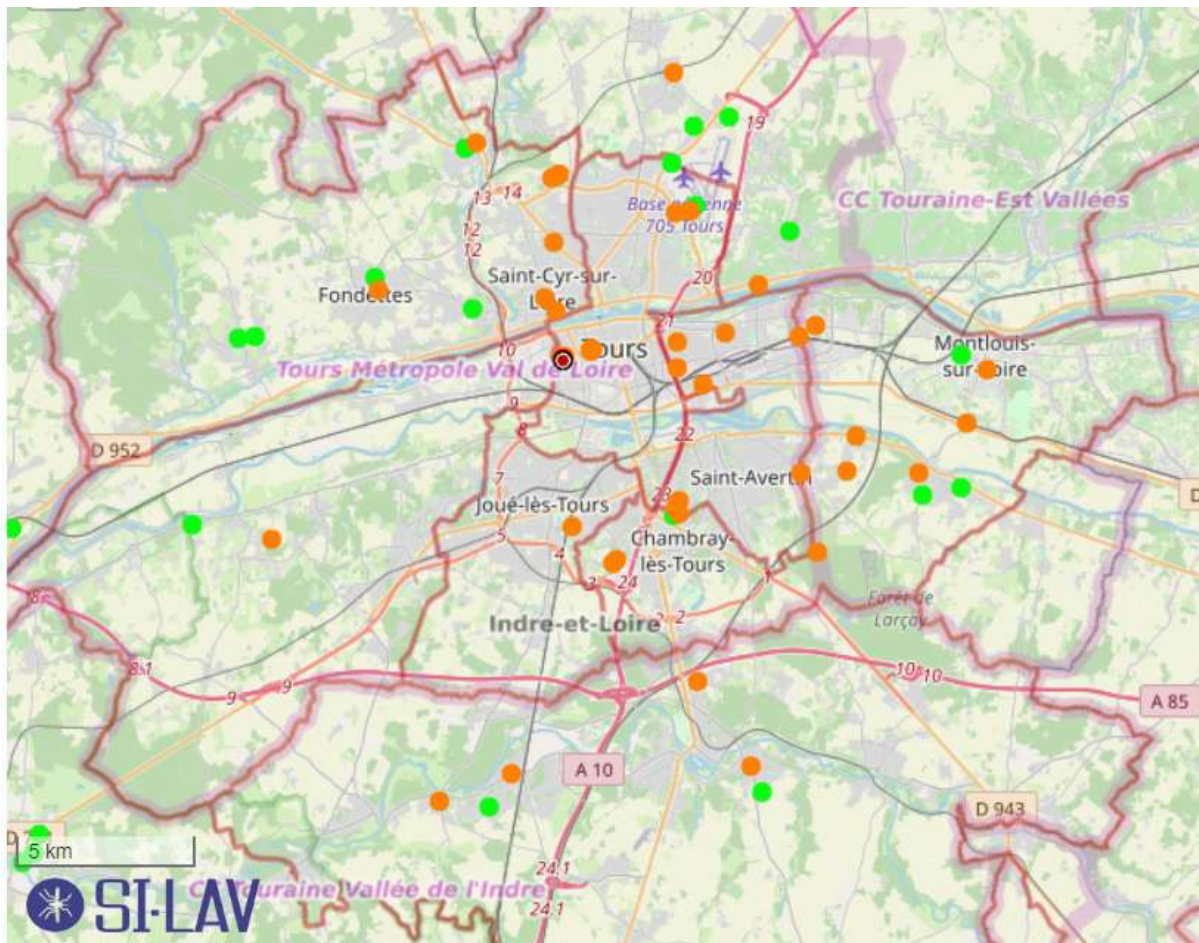 19
13
14
12
12
Base aérienne
705 Tours
CC Touraine-Est Vallées
20
Saint-Cyr-sur-
Loire
Fondettes
21
Tours
10
Montlouis-
sur-Loire
Tours Métropole Val de Loire
9
8
D 952
22
7
Saint-Avertin
23
Joué-lès-Tours
5
4
Chambray-
lès-Tours
3
24
1
8
2
2
Forêt de
Larçay
Indre-et-Loire
8.1
9
9
10
10
A 85
A 10
D 943
5 km
24.1
CC Touraine Vallée de l'Indre
24.1
SI-LAV